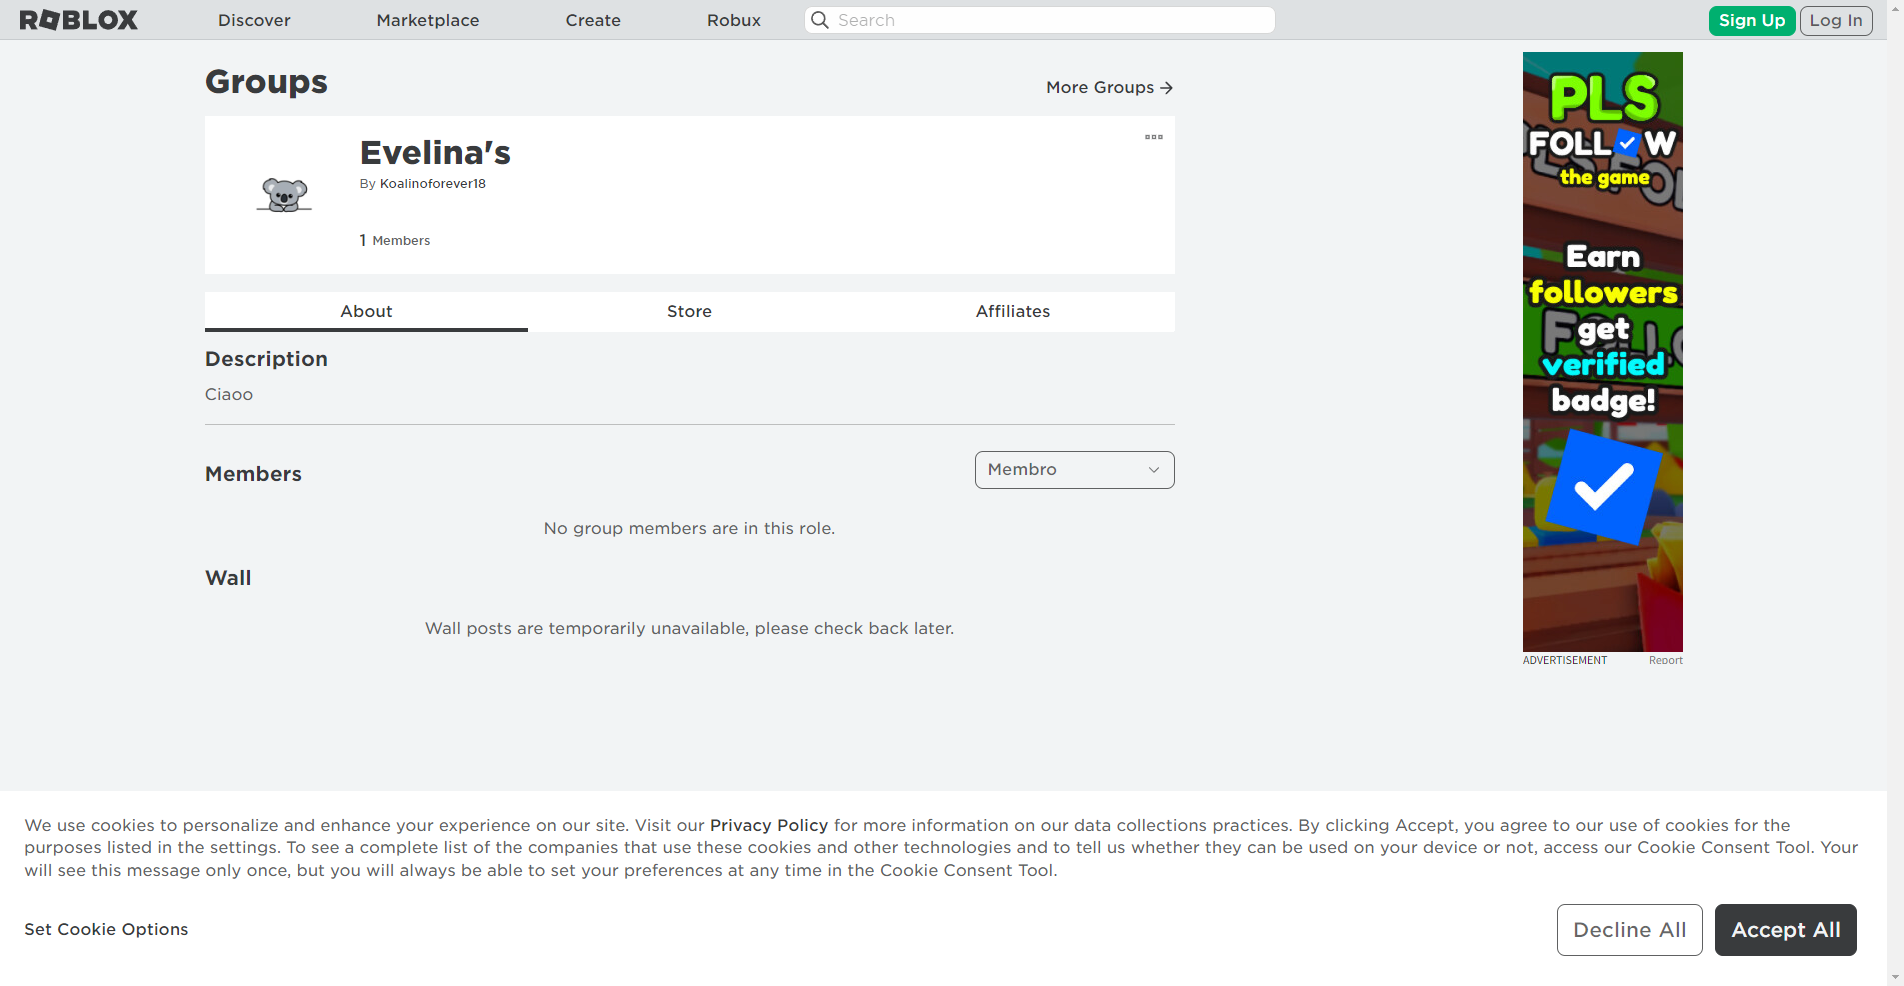 ROBLOX
Discover
Marketplace
Create
Robux
Search
Sign Up
Log In
Groups
More Groups
Evelina's
By Koalinoforever18
1 Members
About
Store
Affiliates
Description
Ciaoo
Members
Membro
No group members are in this role.
Wall
Wall posts are temporarily unavailable, please check back later.
PLS
FOLLOW
the game
Earn
followers
get
verified
badge!
ADVERTISEMENT
Report
We use cookies to personalize and enhance your experience on our site. Visit our Privacy Policy for more information on our data collections practices. By clicking Accept, you agree to our use of cookies for the
purposes listed in the settings. To see a complete list of the companies that use these cookies and other technologies and to tell us whether they can be used on your device or not, access our Cookie Consent Tool. Your
will see this message only once, but you will always be able to set your preferences at any time in the Cookie Consent Tool.
Set Cookie Options
Decline All
Accept All